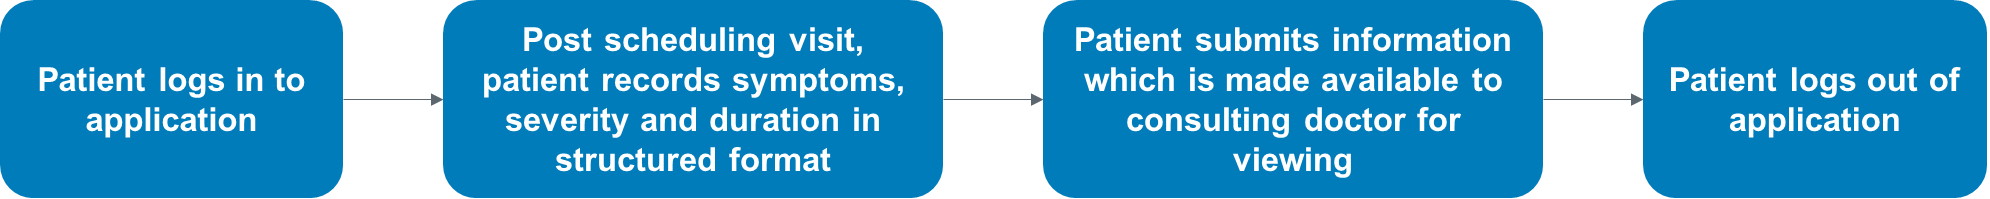 Patient logs in to
application
Post scheduling visit,
patient records symptoms,
severity and duration in
structured format
Patient submits information
which is made available to
consulting doctor for
viewing
Patient logs out of
application